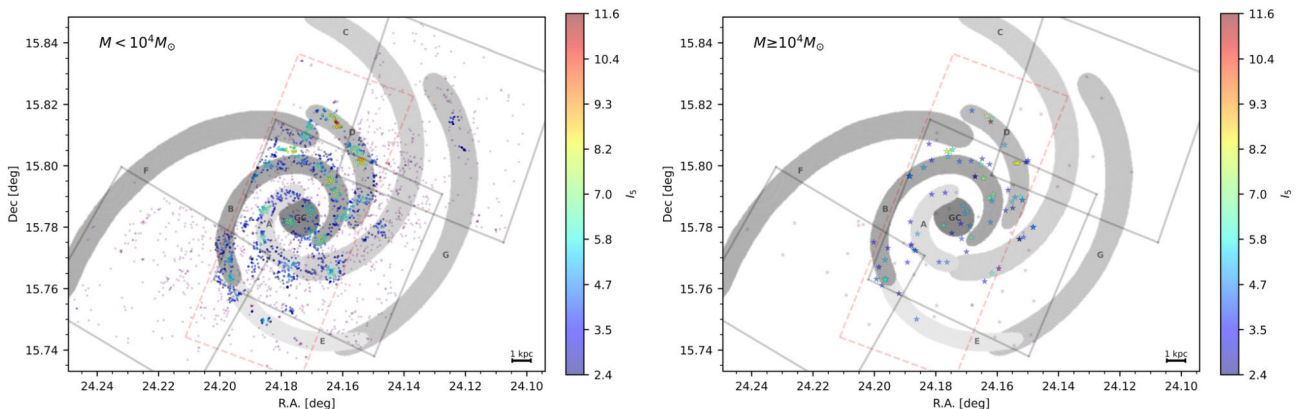 M < 10⁴M⊙
15.84
15.82
15.80
15.78
15.76
15.74
Dec [deg]
C
D
F
B
A
GC
G
E
1 kpc
24.24 24.22 24.20 24.18 24.16 24.14 24.12 24.10
R.A. [deg]
11.6
10.4
9.3
8.2
7.0
5.8
4.7
3.5
2.4
I₅
M ≥ 10⁴M⊙
15.84
15.82
15.80
15.78
15.76
15.74
Dec [deg]
C
D
F
B
A
GC
G
E
1 kpc
24.24 24.22 24.20 24.18 24.16 24.14 24.12 24.10
R.A. [deg]
11.6
10.4
9.3
8.2
7.0
5.8
4.7
3.5
2.4
I₅